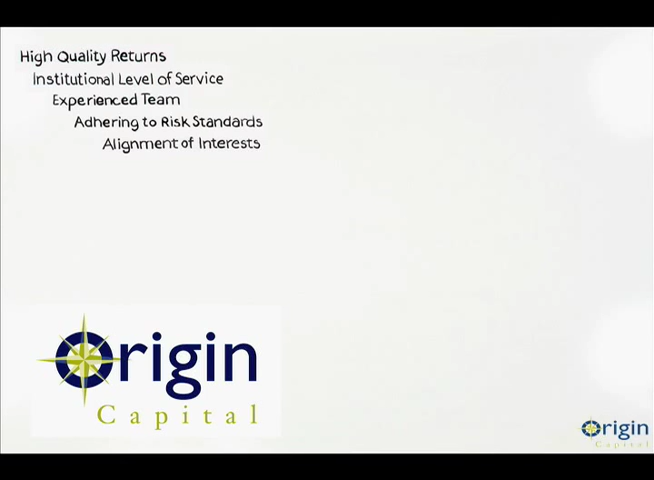 High Quality Returns
Institutional Level of Service
Experienced Team
Adhering to Risk Standards
Alignment of Interests
Origin
Capital
Origin
Capital